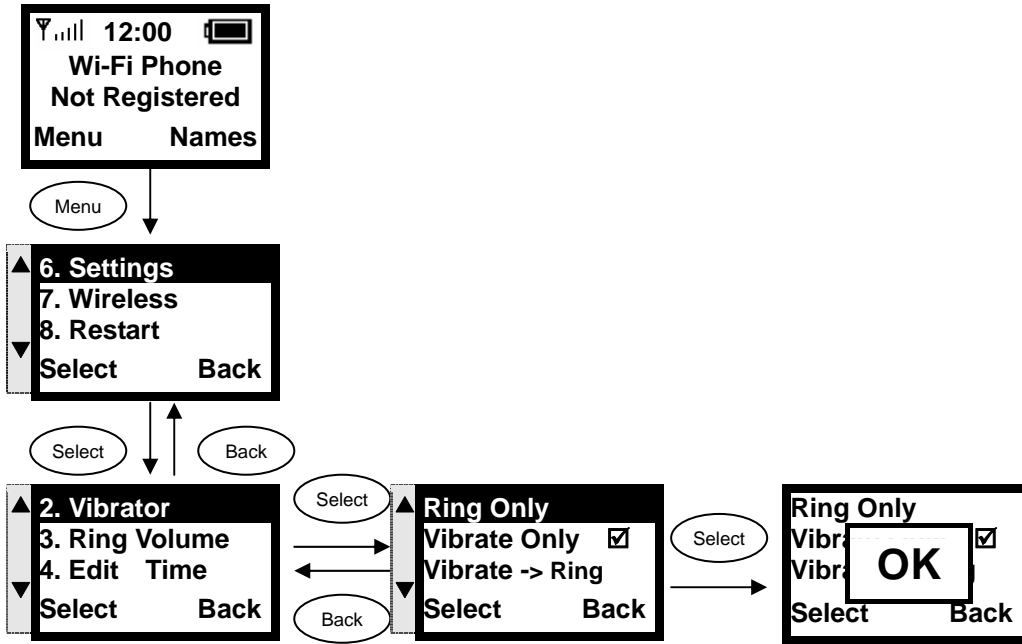 12:00
Wi-Fi Phone
Not Registered
Menu Names
Menu
6. Settings
7. Wireless
8. Restart
Select Back
Select
Back
2. Vibrator
3. Ring Volume
4. Edit Time
Select Back
Select
Back
Ring Only
Vibrate Only
Vibrate -> Ring
Select Back
Select
Ring Only
Vibr
Vibr
OK
Select Back